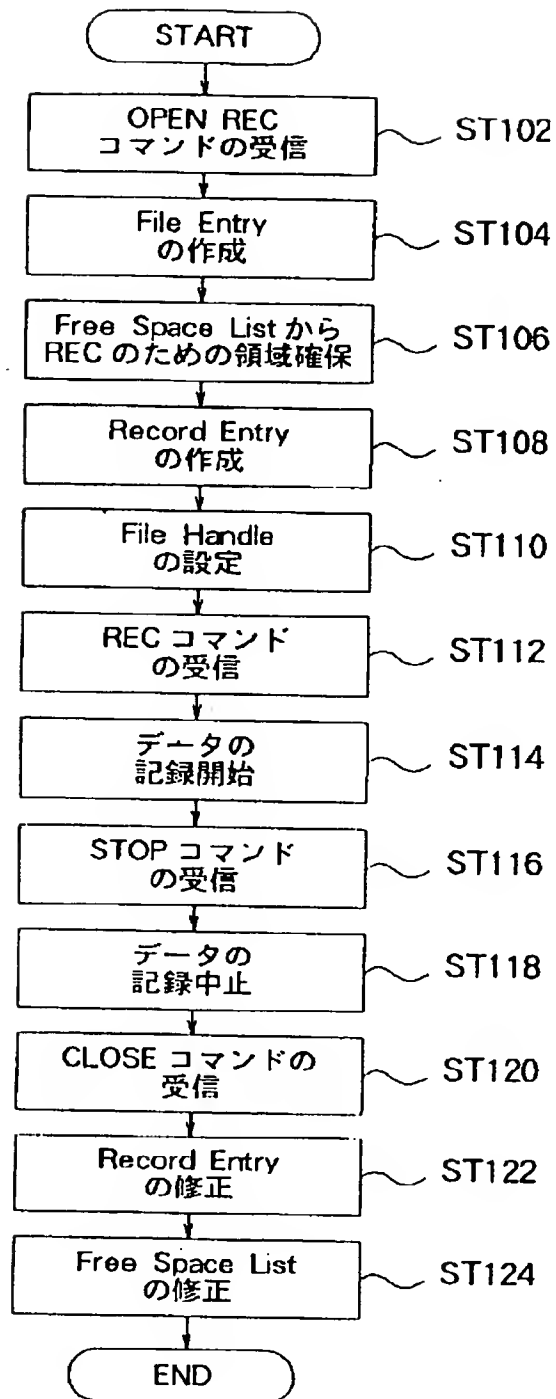 START
OPEN REC
コマンドの受信
ST102
File Entry
の作成
ST104
Free Space List から
REC のための領域確保
ST106
Record Entry
の作成
ST108
File Handle
の設定
ST110
REC コマンド
の受信
ST112
データの
記録開始
ST114
STOP コマンド
の受信
ST116
データの
記録中止
ST118
CLOSE コマンドの
受信
ST120
Record Entry
の修正
ST122
Free Space List
の修正
ST124
END